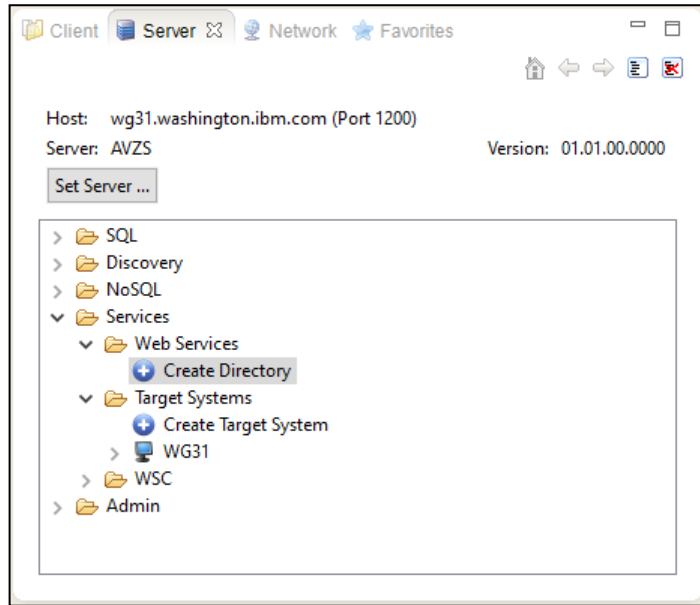 Client Server Network Favorites
Host: wg31.washington.ibm.com (Port 1200)
Server: AVZS Version: 01.01.00.0000
Set Server ...
SQL
Discovery
NoSQL
Services
Web Services
Create Directory
Target Systems
Create Target System
WG31
WSC
Admin